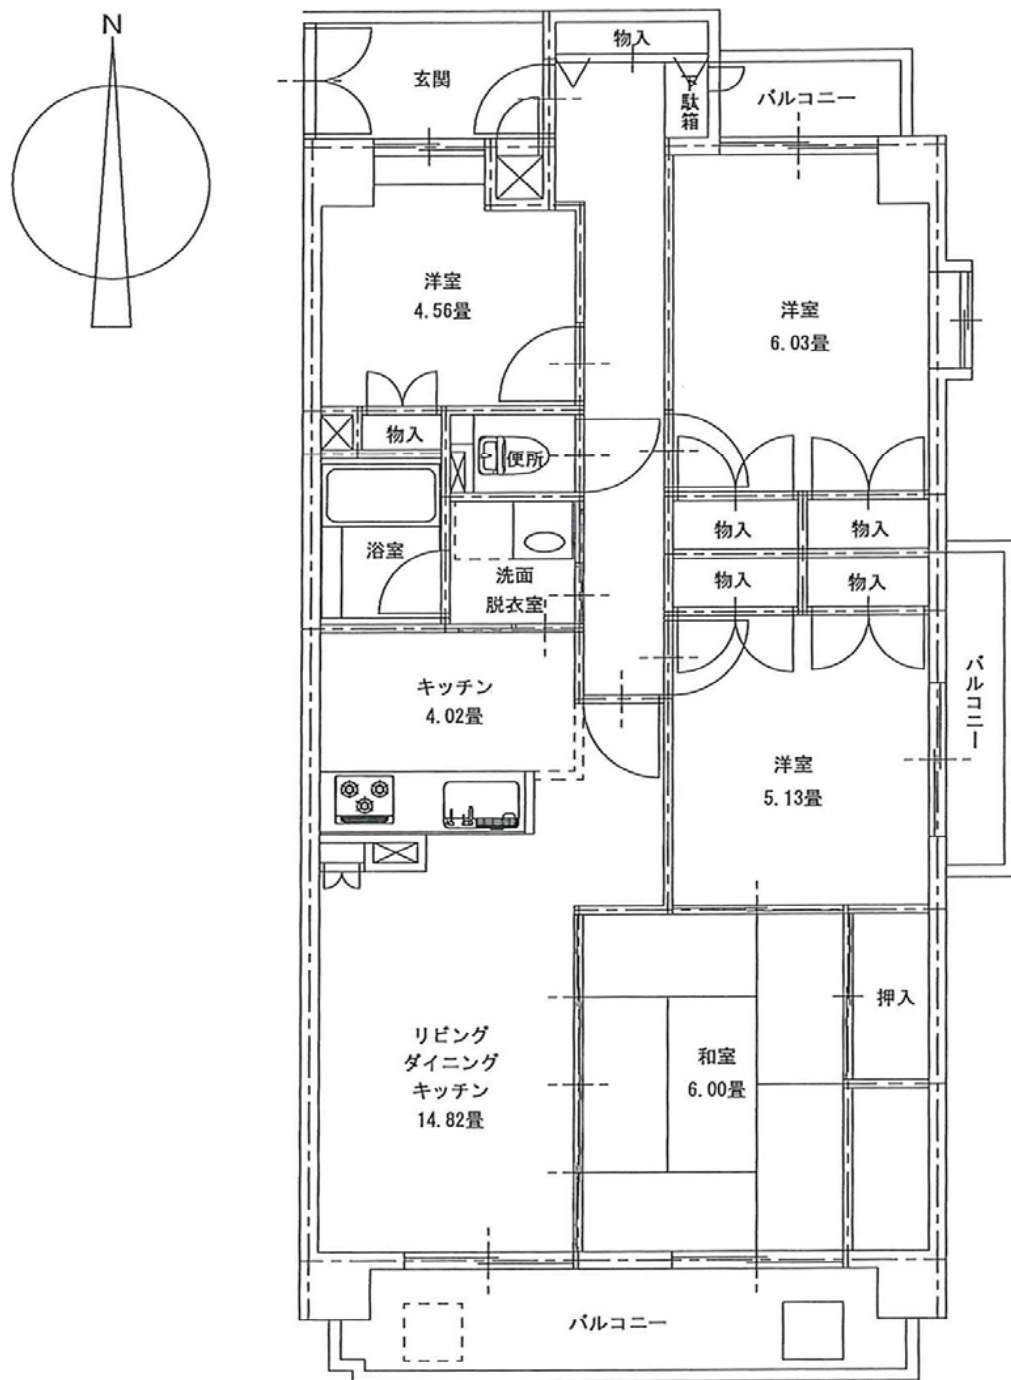 N
物入
玄関
下駄箱
バルコニー
洋室
4.56畳
洋室
6.03畳
物入
便所
物入
物入
浴室
洗面
脱衣室
物入
物入
バルコニー
キッチン
4.02畳
洋室
5.13畳
押入
リビング
ダイニング
キッチン
14.82畳
和室
6.00畳
バルコニー